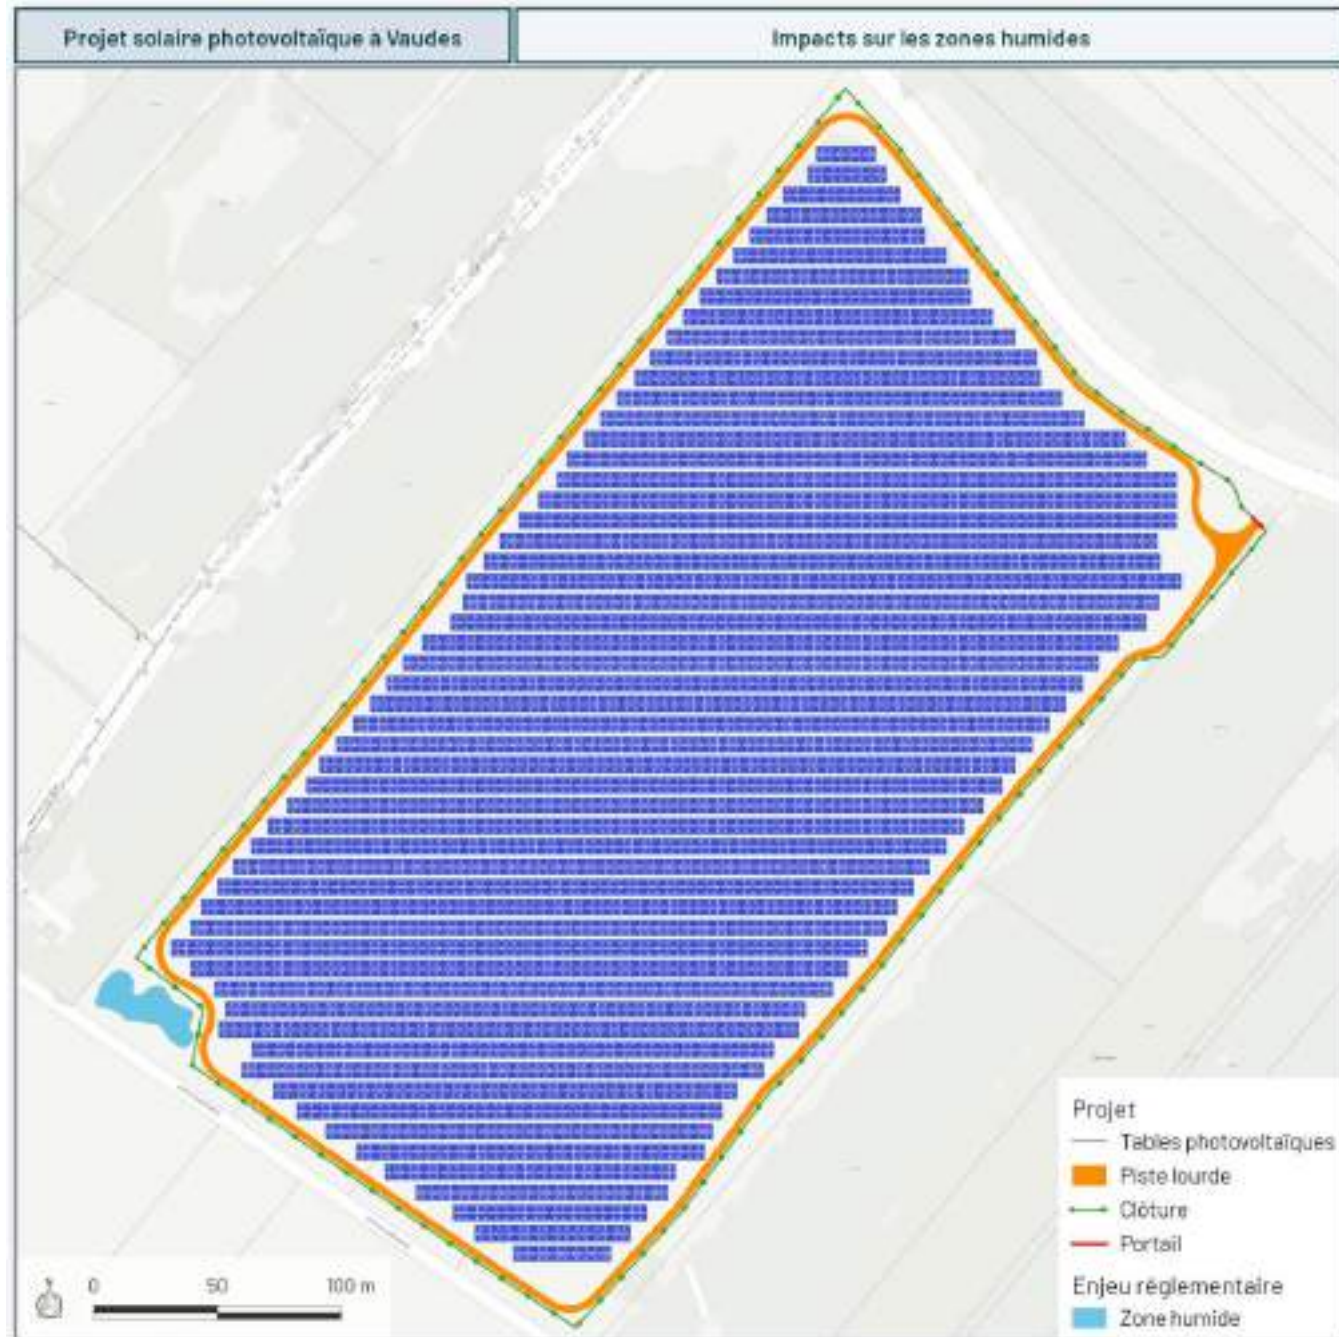 Projet solaire photovoltaïque à Vaudes
Impacts sur les zones humides
Projet
Tables photovoltaïques
Piste lourde
Clôture
Portail
Enjeu réglementaire
Zone humide
0 50 100 m